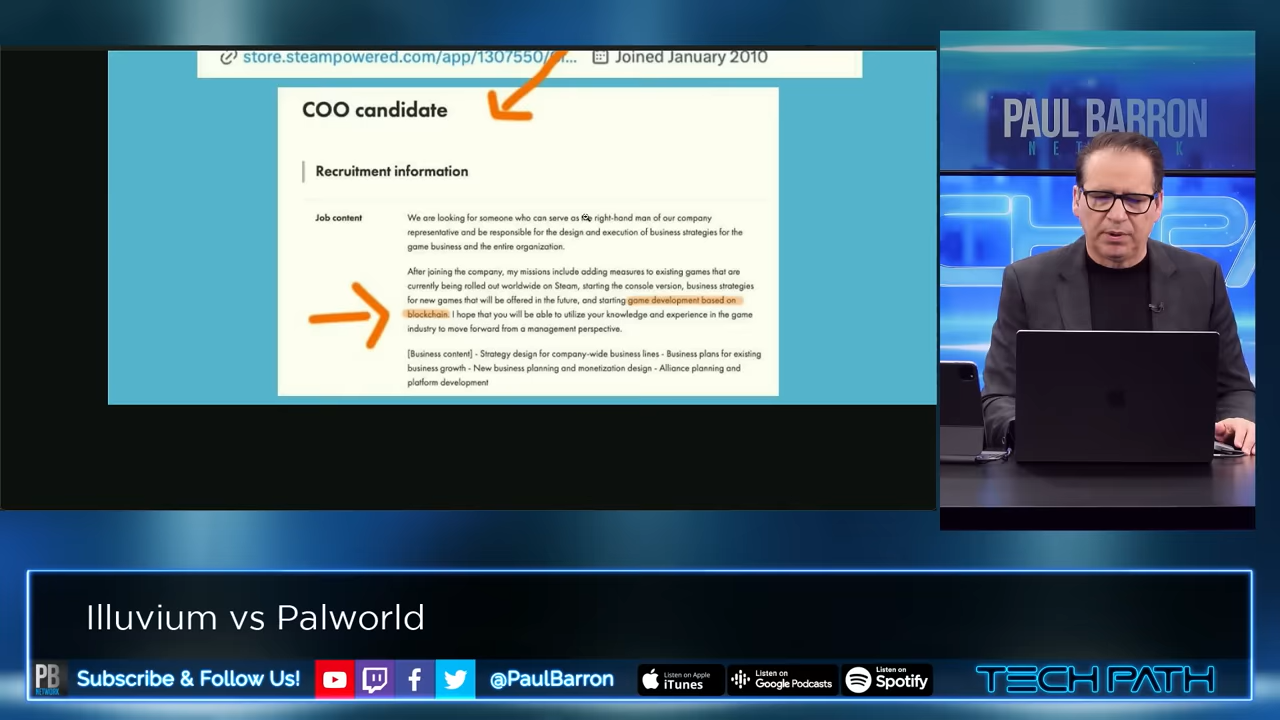 store.steampowered.com/app/1307550/
Joined January 2010
COO candidate
Recruitment information
Job content
We are looking for someone who can serve as the right-hand man of our company
representative and be responsible for the design and execution of business strategies for the
game business and the entire organization.
After joining the company, my missions include adding measures to existing games that are
currently being rolled out worldwide on Steam, starting the console version, business strategies
for new games that will be offered in the future, and starting game development based on
blockchain. I hope that you will be able to utilize your knowledge and experience in the game
industry to move forward from a management perspective.
[Business content] - Strategy design for company-wide business lines - Business plans for existing
business growth - New business planning and monetization design - Alliance planning and
platform development
PAUL BARRON
Illuvium vs Palworld
PB
NETWORK
Subscribe & Follow Us!
@PaulBarron
Listen on Apple
iTunes
Listen on
Google Podcasts
Listen on
Spotify
TECH PATH